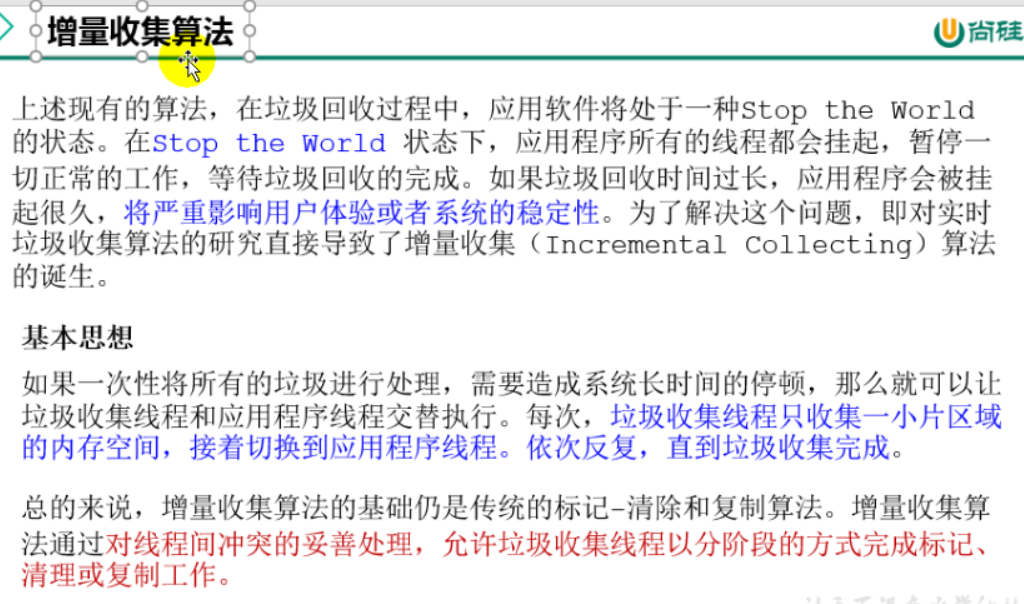 增量收集算法
尚硅
上述现有的算法，在垃圾回收过程中，应用软件将处于一种Stop the World
的状态。在Stop the World 状态下，应用程序所有的线程都会挂起，暂停一
切正常的工作，等待垃圾回收的完成。如果垃圾回收时间过长，应用程序会被挂
起很久，将严重影响用户体验或者系统的稳定性。为了解决这个问题，即对实时
垃圾收集算法的研究直接导致了增量收集（Incremental Collecting）算法
的诞生。
基本思想
如果一次性将所有的垃圾进行处理，需要造成系统长时间的停顿，那么就可以让
垃圾收集线程和应用程序线程交替执行。每次，垃圾收集线程只收集一小片区域
的内存空间，接着切换到应用程序线程。依次反复，直到垃圾收集完成。
总的来说，增量收集算法的基础仍是传统的标记-清除和复制算法。增量收集算
法通过对线程间冲突的妥善处理，允许垃圾收集线程以分阶段的方式完成标记、
清理或复制工作。